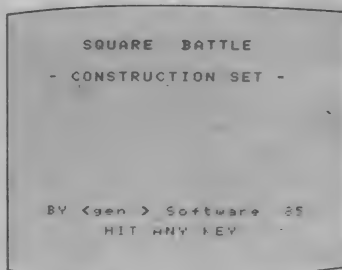 SQUARE BATTLE
- CONSTRUCTION SET -
BY <gen > Software 85
HIT ANY KEY